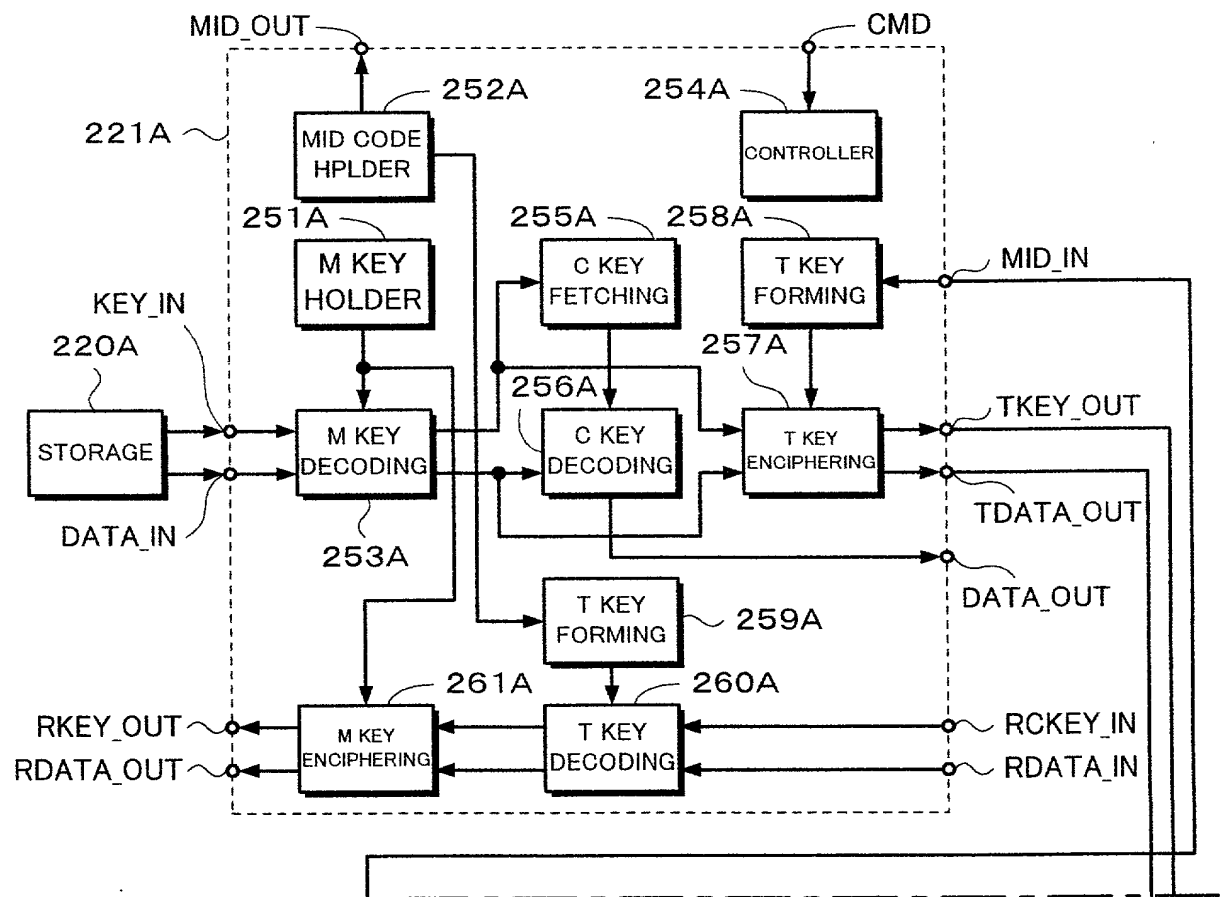 MID_OUT
CMD
252A
254A
221A
MID CODE
HPLDER
CONTROLLER
251A
255A
258A
M KEY
HOLDER
C KEY
FETCHING
T KEY
FORMING
MID_IN
KEY_IN
220A
257A
256A
TKEY_OUT
STORAGE
M KEY
DECODING
C KEY
DECODING
T KEY
ENCIPHERING
DATA_IN
TDATA_OUT
253A
DATA_OUT
T KEY
FORMING
259A
261A
260A
RKEY_OUT
M KEY
ENCIPHERING
T KEY
DECODING
RCKEY_IN
RDATA_OUT
RDATA_IN